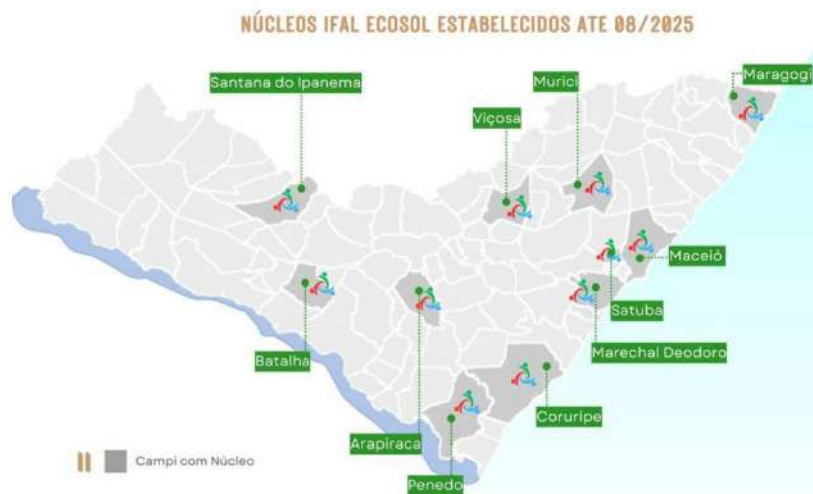 NÚCLEOS IFAL ECOSOL ESTABELECIDOS ATE 08/2025
Maragogi
Santana do Ipanema
Murici
Viçosa
Maceió
Satuba
Marechal Deodoro
Batalha
Coruripe
Arapiraca
Penedo
11 Campi com Núcleo